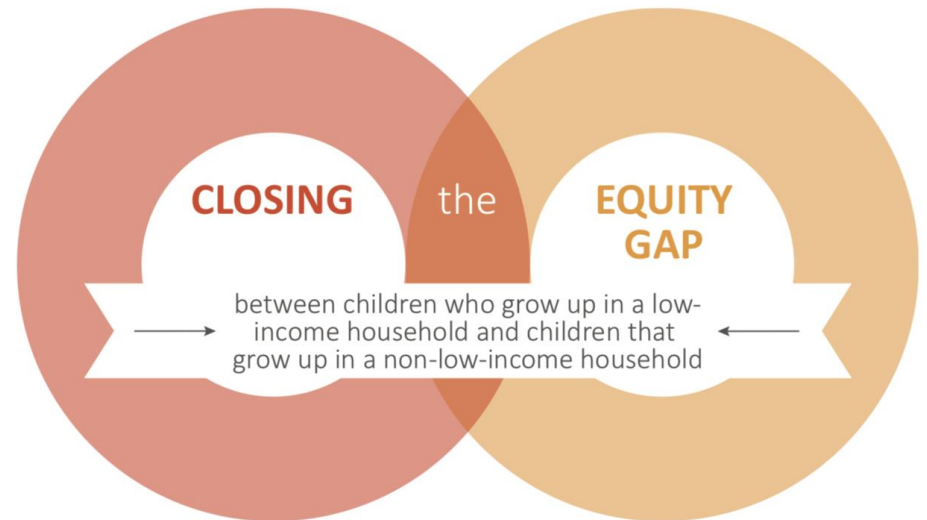 CLOSING the EQUITY
GAP
between children who grow up in a low-
income household and children that
grow up in a non-low-income household